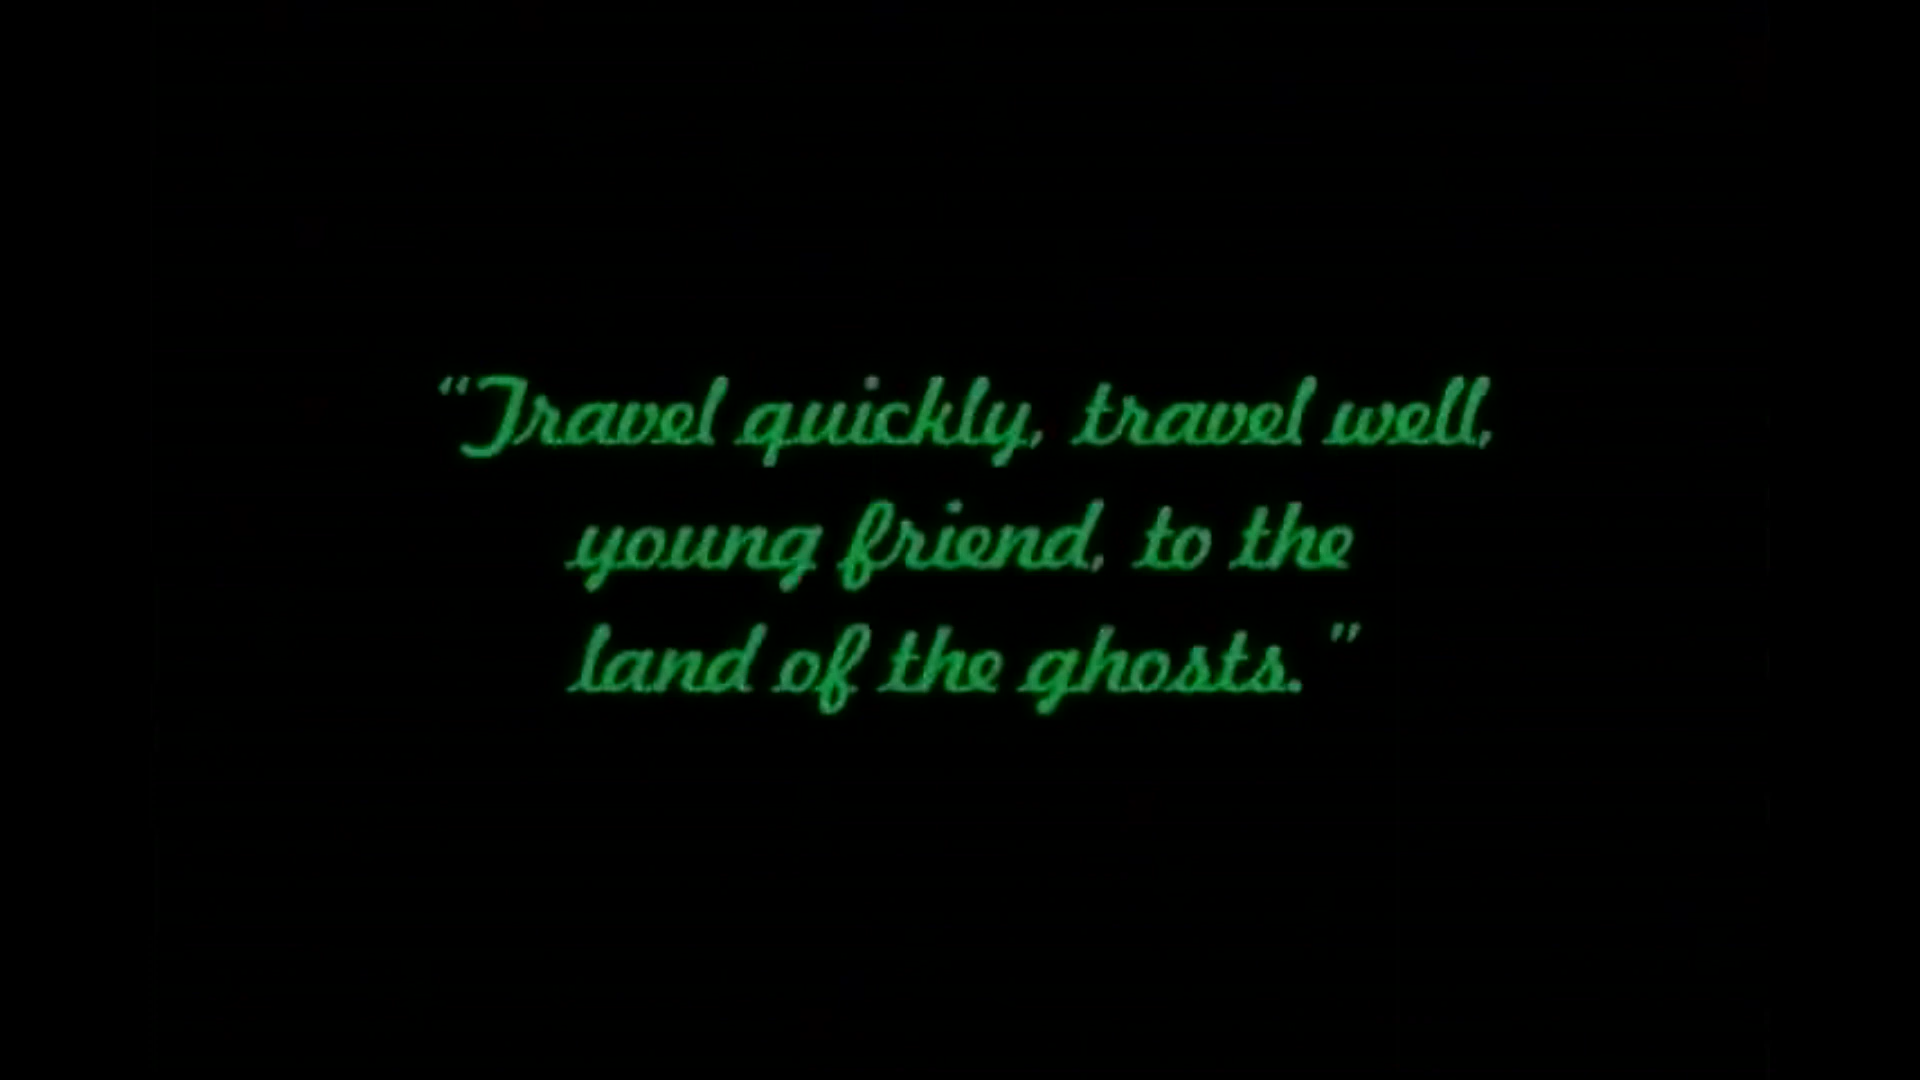 “Travel quickly, travel well,
young friend, to the
land of the ghosts.”